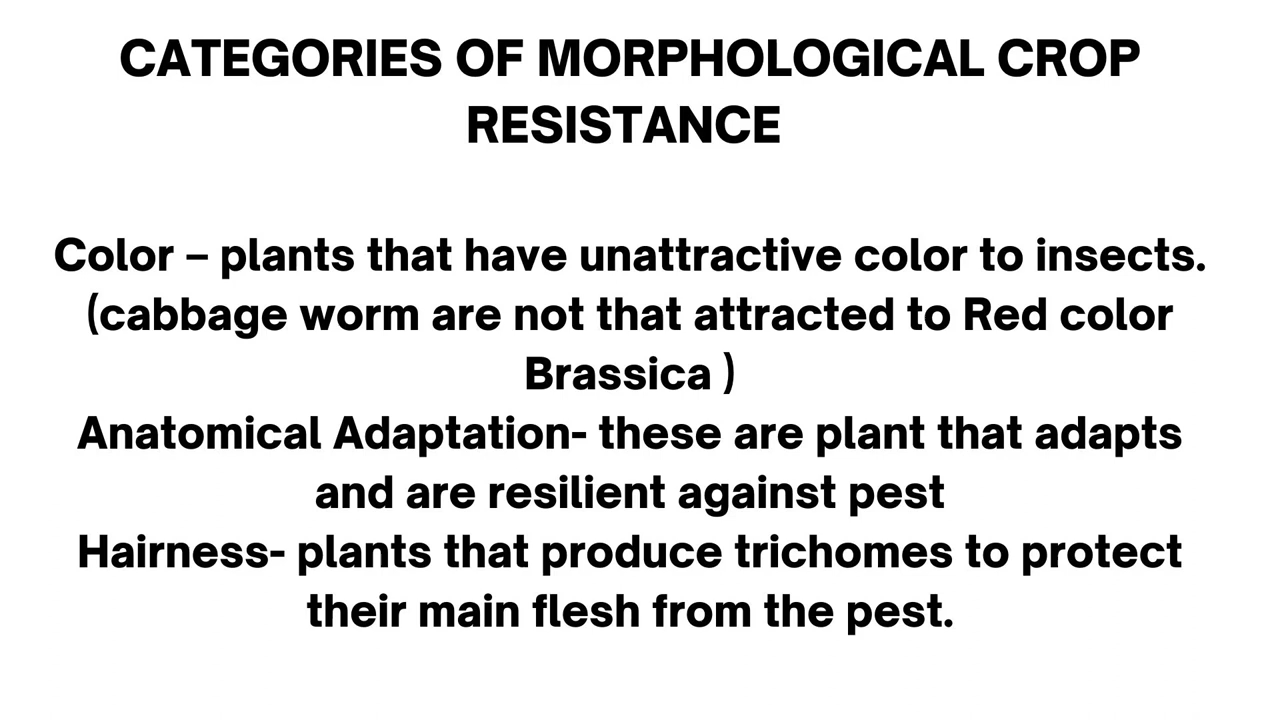 CATEGORIES OF MORPHOLOGICAL CROP
RESISTANCE
Color – plants that have unattractive color to insects.
(cabbage worm are not that attracted to Red color
Brassica )
Anatomical Adaptation- these are plant that adapts
and are resilient against pest
Hairness- plants that produce trichomes to protect
their main flesh from the pest.